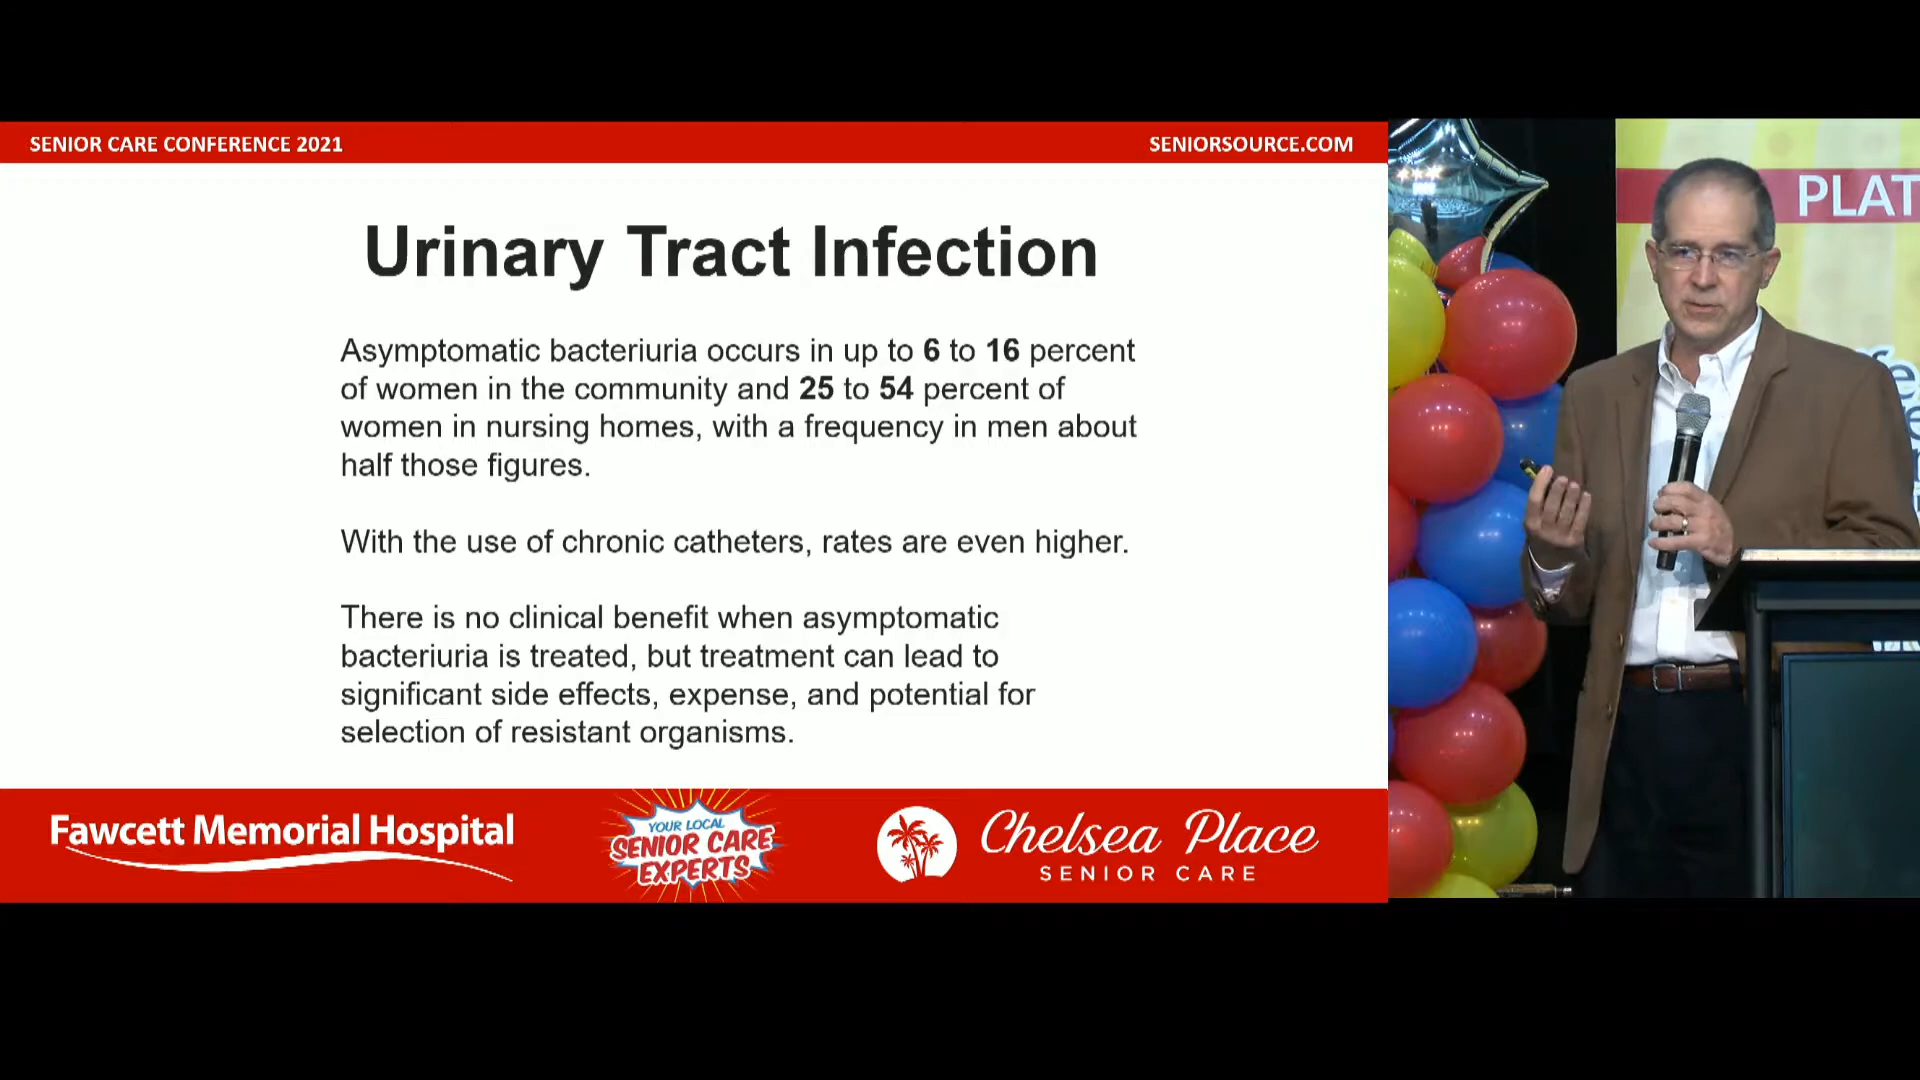 SENIOR CARE CONFERENCE 2021
SENIORSOURCE.COM
Urinary Tract Infection
Asymptomatic bacteriuria occurs in up to 6 to 16 percent
of women in the community and 25 to 54 percent of
women in nursing homes, with a frequency in men about
half those figures.
With the use of chronic catheters, rates are even higher.
There is no clinical benefit when asymptomatic
bacteriuria is treated, but treatment can lead to
significant side effects, expense, and potential for
selection of resistant organisms.
Fawcett Memorial Hospital
YOUR LOCAL
SENIOR CARE
EXPERTS
Chelsea Place
SENIOR CARE
PLAT